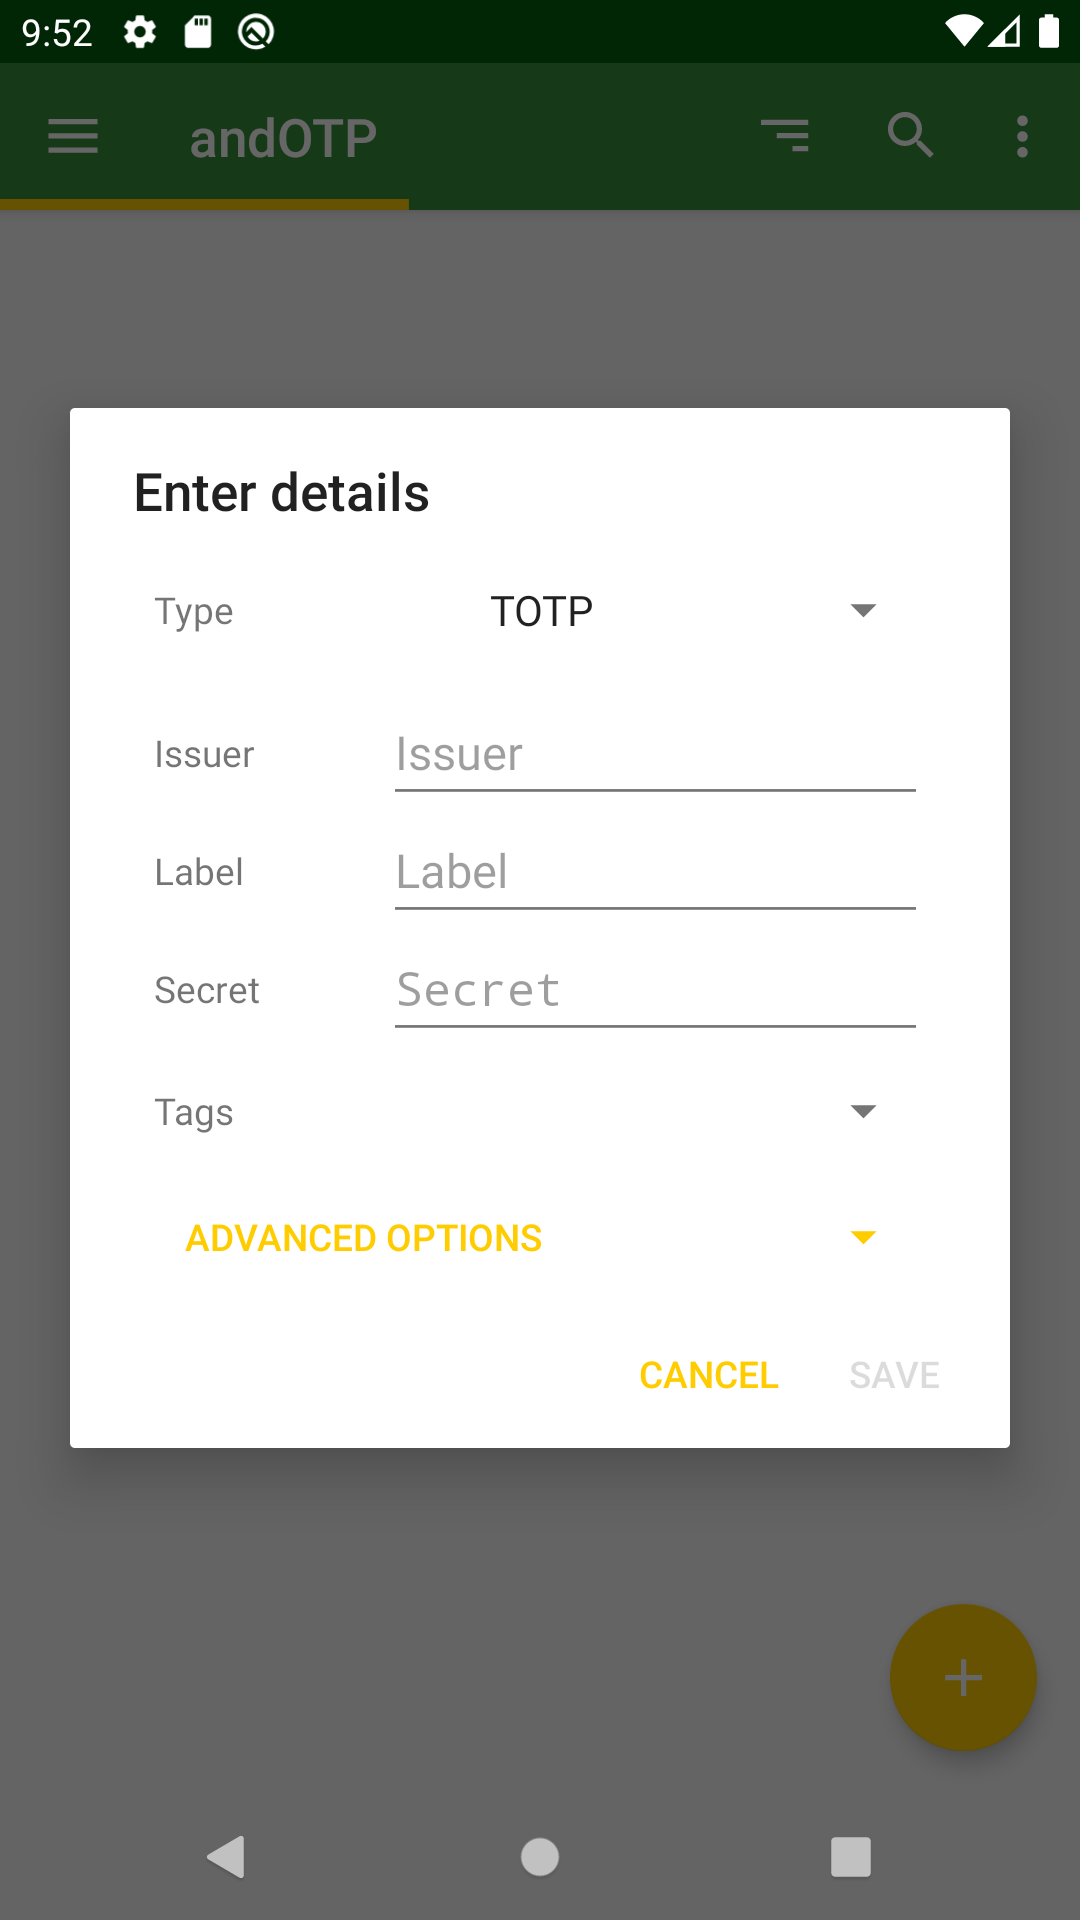 9:52
andOTP
Enter details
Type TOTP
Issuer Issuer
Label Label
Secret Secret
Tags
ADVANCED OPTIONS
CANCEL SAVE